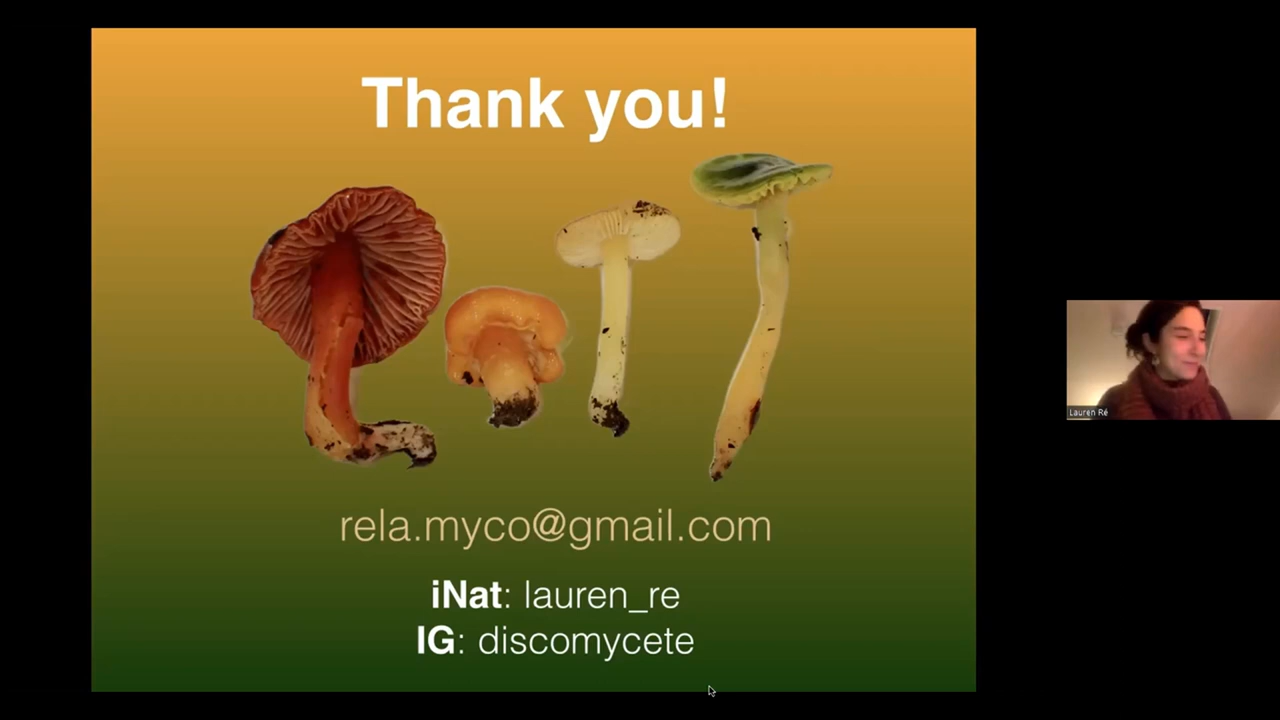 Thank you!
rela.myco@gmail.com
iNat: lauren_re
IG: discomycete
Lauren Ré